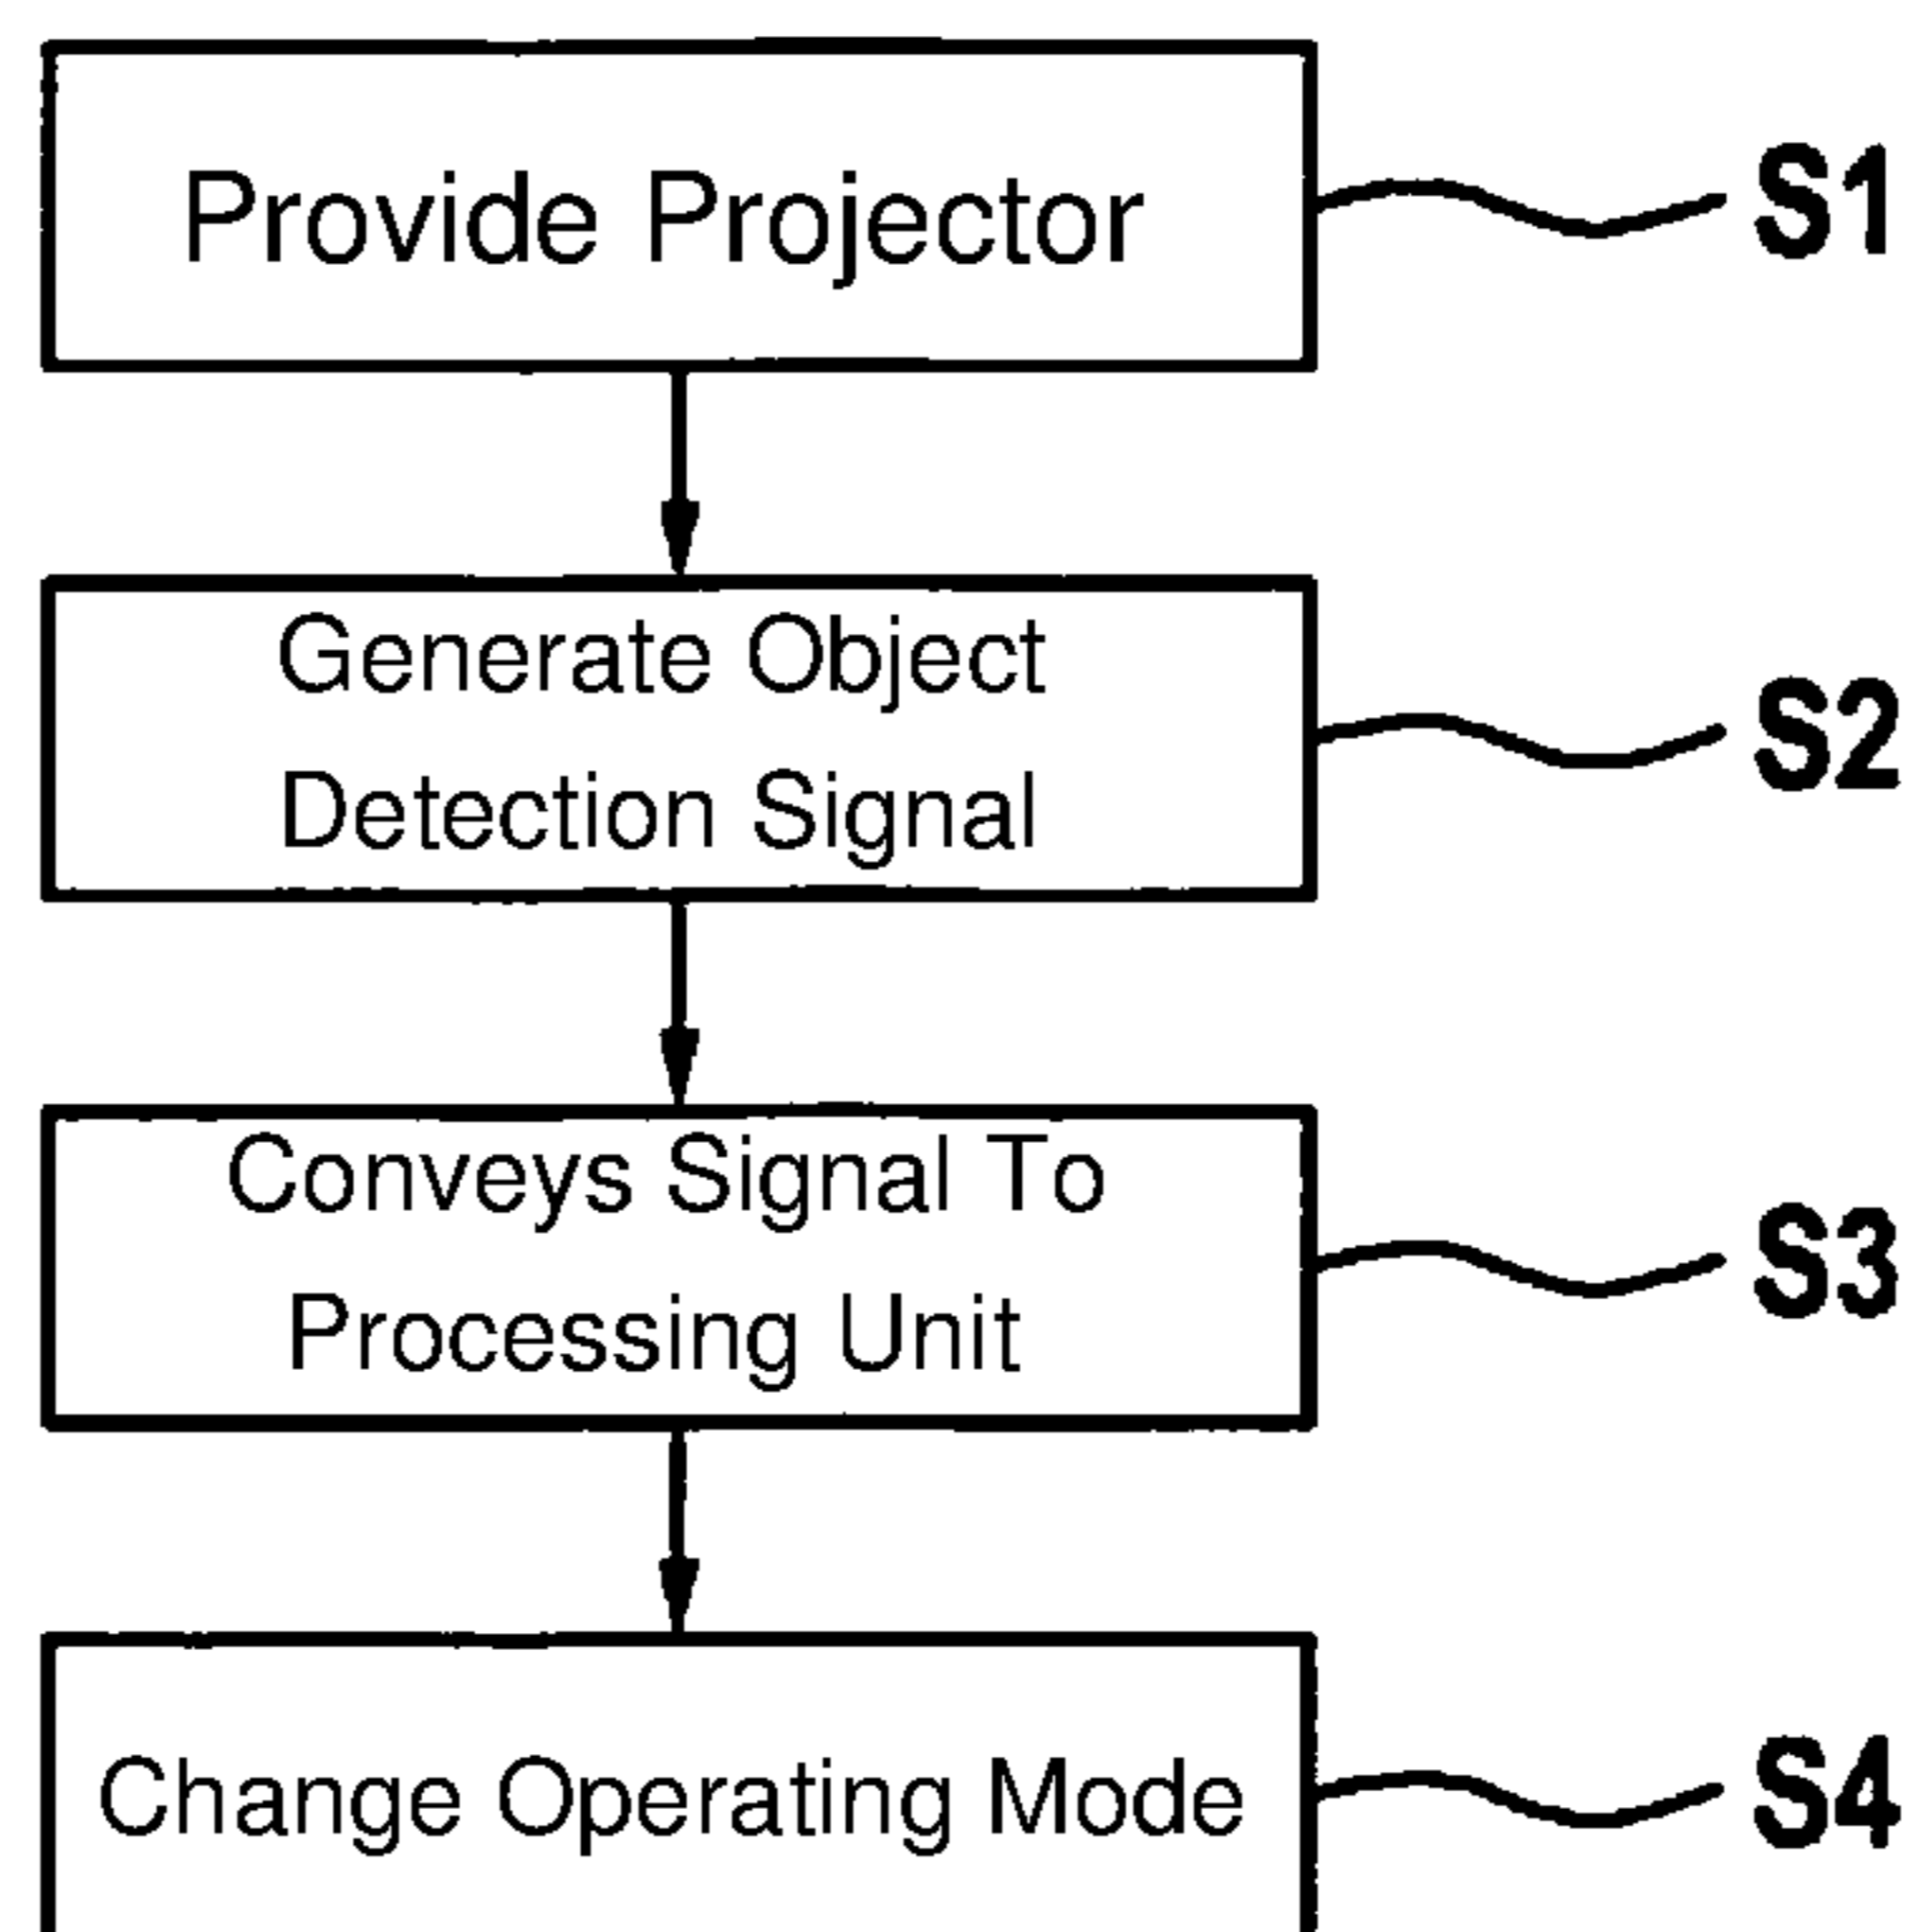 Provide Projector
S1
Generate Object
Detection Signal
S2
Conveys Signal To
Processing Unit
S3
Change Operating Mode
S4